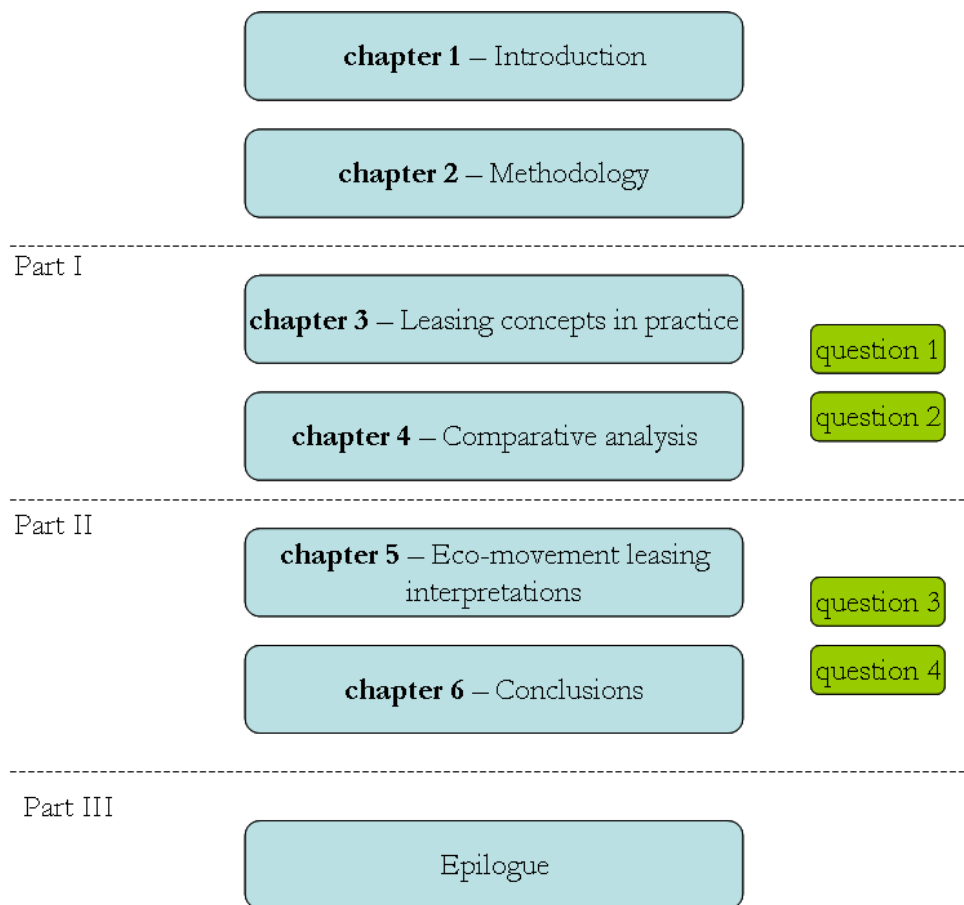 chapter 1 – Introduction
chapter 2 – Methodology
Part I
chapter 3 – Leasing concepts in practice
question 1
question 2
chapter 4 – Comparative analysis
Part II
chapter 5 – Eco-movement leasing
interpretations
question 3
question 4
chapter 6 – Conclusions
Part III
Epilogue